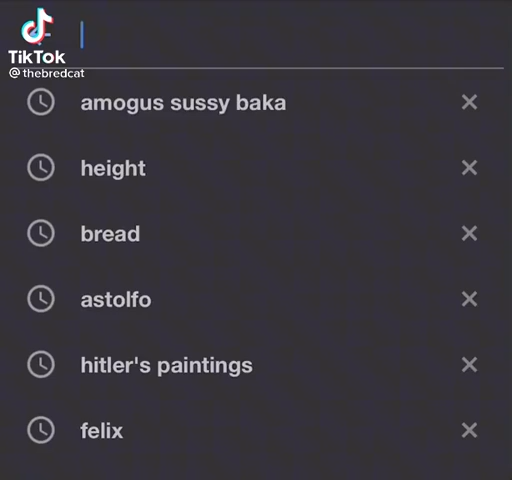 TikTok
@thebredcat
amogus sussy baka
height
bread
astolfo
hitler's paintings
felix